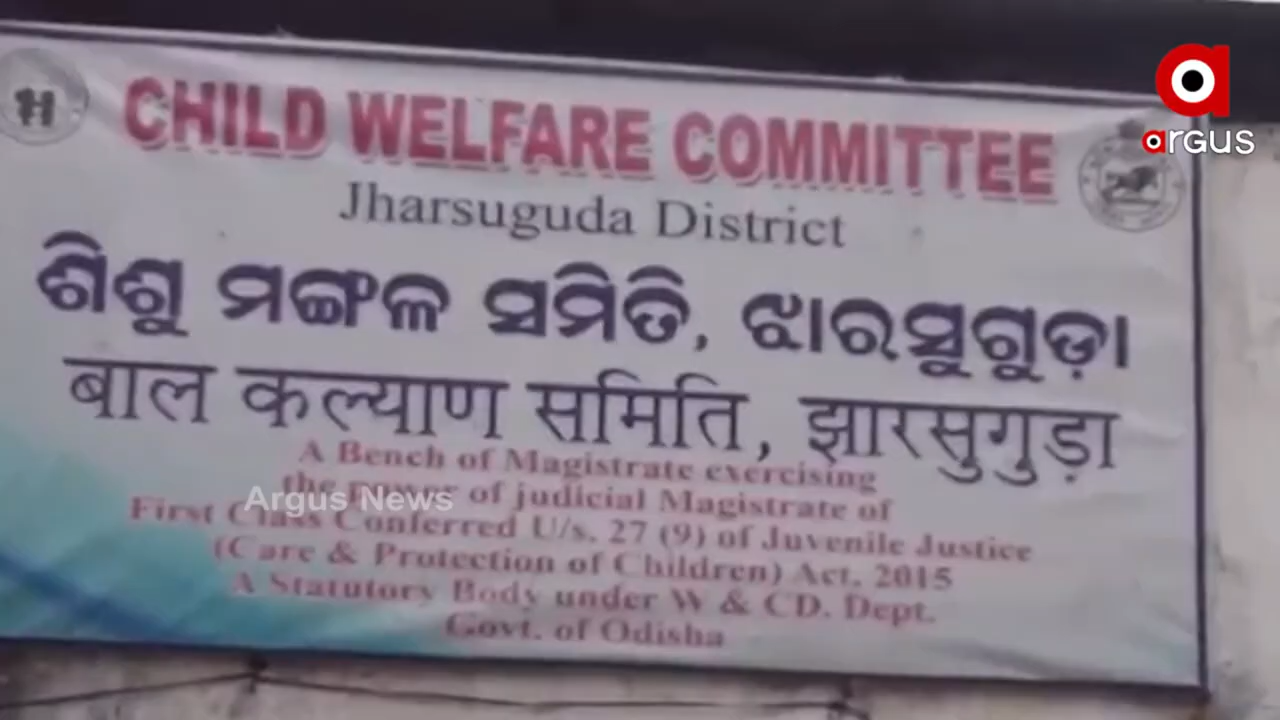 CHILD WELFARE COMMITTEE
Jharsuguda District
ଶିଶୁ ମଙ୍ଗଳ ସମିତି, ଝାରସୁଗୁଡ଼ା
बाल कल्याण समिति, झारसुगुड़ा
A Bench of Magistrate exercising
the power of judicial Magistrate of
First Class Conferred U/s. 27 (9) of Juvenile Justice
(Care & Protection of Children) Act. 2015
A Statutory Body under W & CD. Dept.
Govt. of Odisha
argus
Argus News